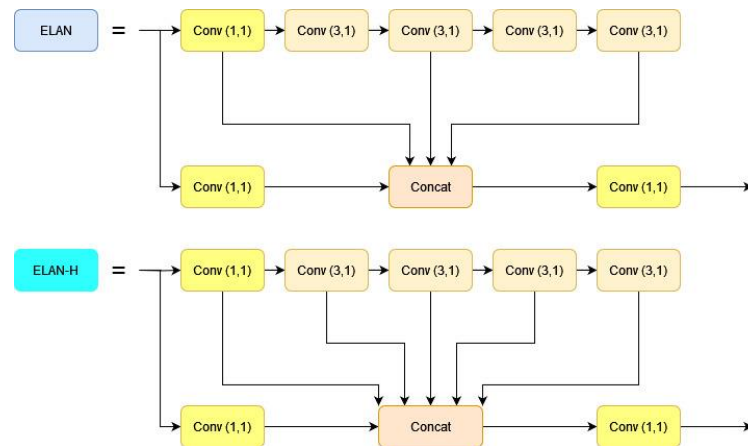 ELAN
=
Conv (1,1)
Conv (3,1)
Conv (3,1)
Conv (3,1)
Conv (3,1)
Conv (1,1)
Concat
Conv (1,1)
ELAN-H
=
Conv (1,1)
Conv (3,1)
Conv (3,1)
Conv (3,1)
Conv (3,1)
Conv (1,1)
Concat
Conv (1,1)